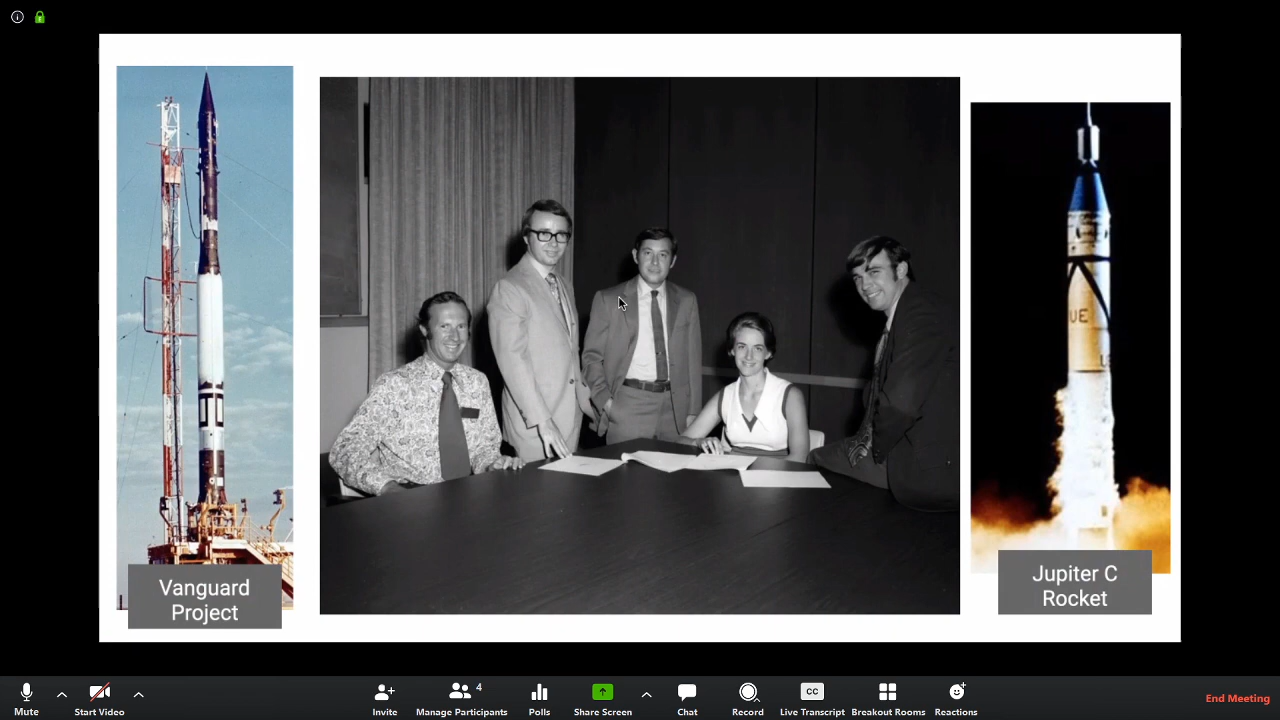 Vanguard
Project
UE
Jupiter C
Rocket
Mute
Start Video
Invite
4
Manage Participants
Polls
Share Screen
Chat
CC
Record
Live Transcript
Breakout Rooms
Reactions
End Meeting